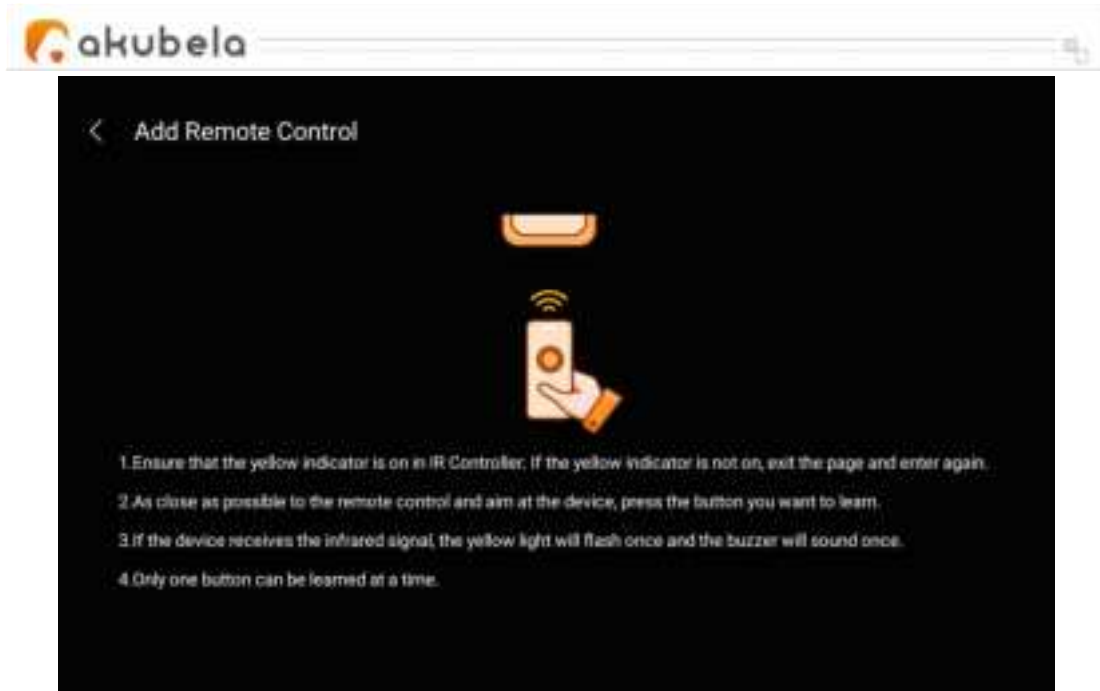 akubela
Add Remote Control
1.Ensure that the yellow indicator is on in IR Controller. If the yellow indicator is not on, exit the page and enter again.
2.As close as possible to the remote control and aim at the device, press the button you want to learn.
3.If the device receives the infrared signal, the yellow light will flash once and the buzzer will sound once.
4.Only one button can be learned at a time.